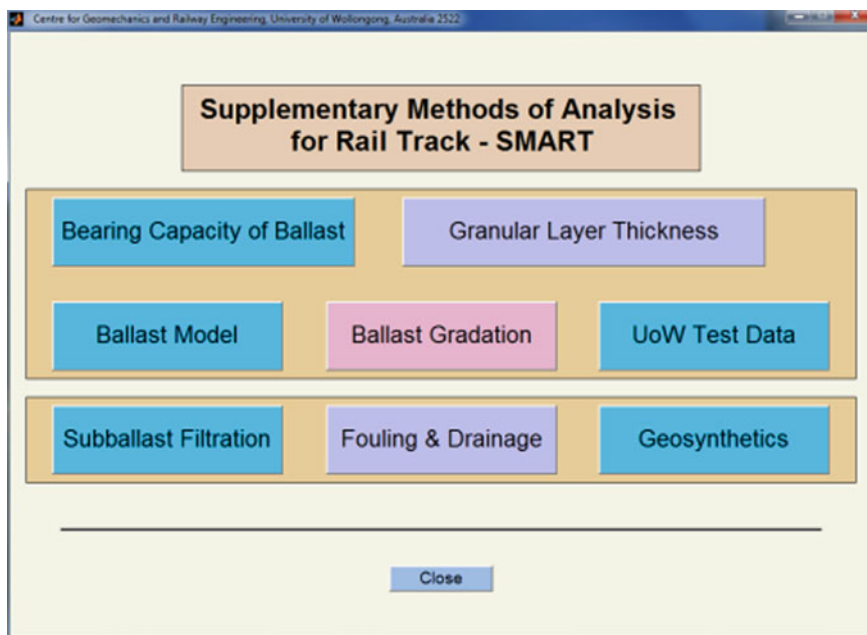 Centre for Geomechanics and Railway Engineering, University of Wollongong, Australia 2522
Supplementary Methods of Analysis
for Rail Track - SMART
Bearing Capacity of Ballast
Granular Layer Thickness
Ballast Model
Ballast Gradation
UoW Test Data
Subballast Filtration
Fouling & Drainage
Geosynthetics
Close